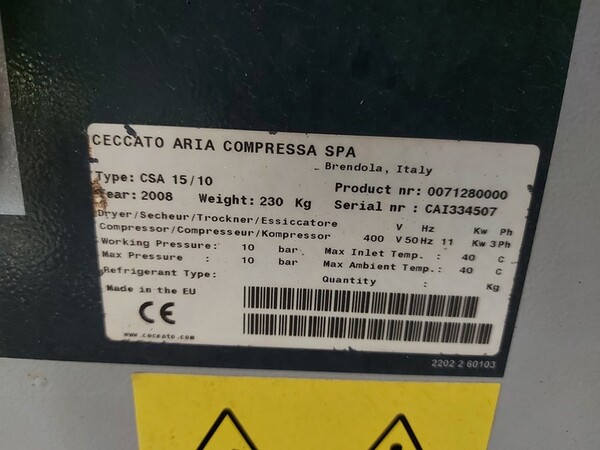 CECCATO ARIA COMPRESSA SPA
Brendola, Italy
Type: CSA 15/10
Product nr: 0071280000
Year: 2008 Weight: 230 Kg Serial nr : CAI334507
Dryer/Secheur/Trockner/Essiccatore V Hz Kw Ph
Compressor/Compresseur/Kompressor 400 V 50 Hz 11 Kw 3 Ph
Working Pressure: 10 bar Max Inlet Temp. : 40 C
Max Pressure : 10 bar Max Ambient Temp.: 40 C
Refrigerant Type: Quantity : Kg
Made in the EU
CE
www.ceccato.com
2202 2 60103